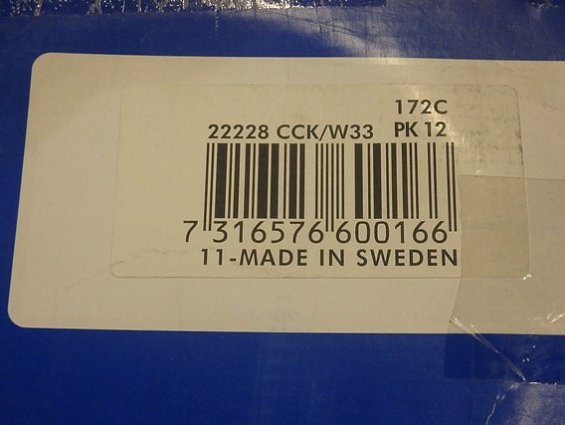 172C
22228 CCK/W33 PK 12
7 316576 600166
11-MADE IN SWEDEN